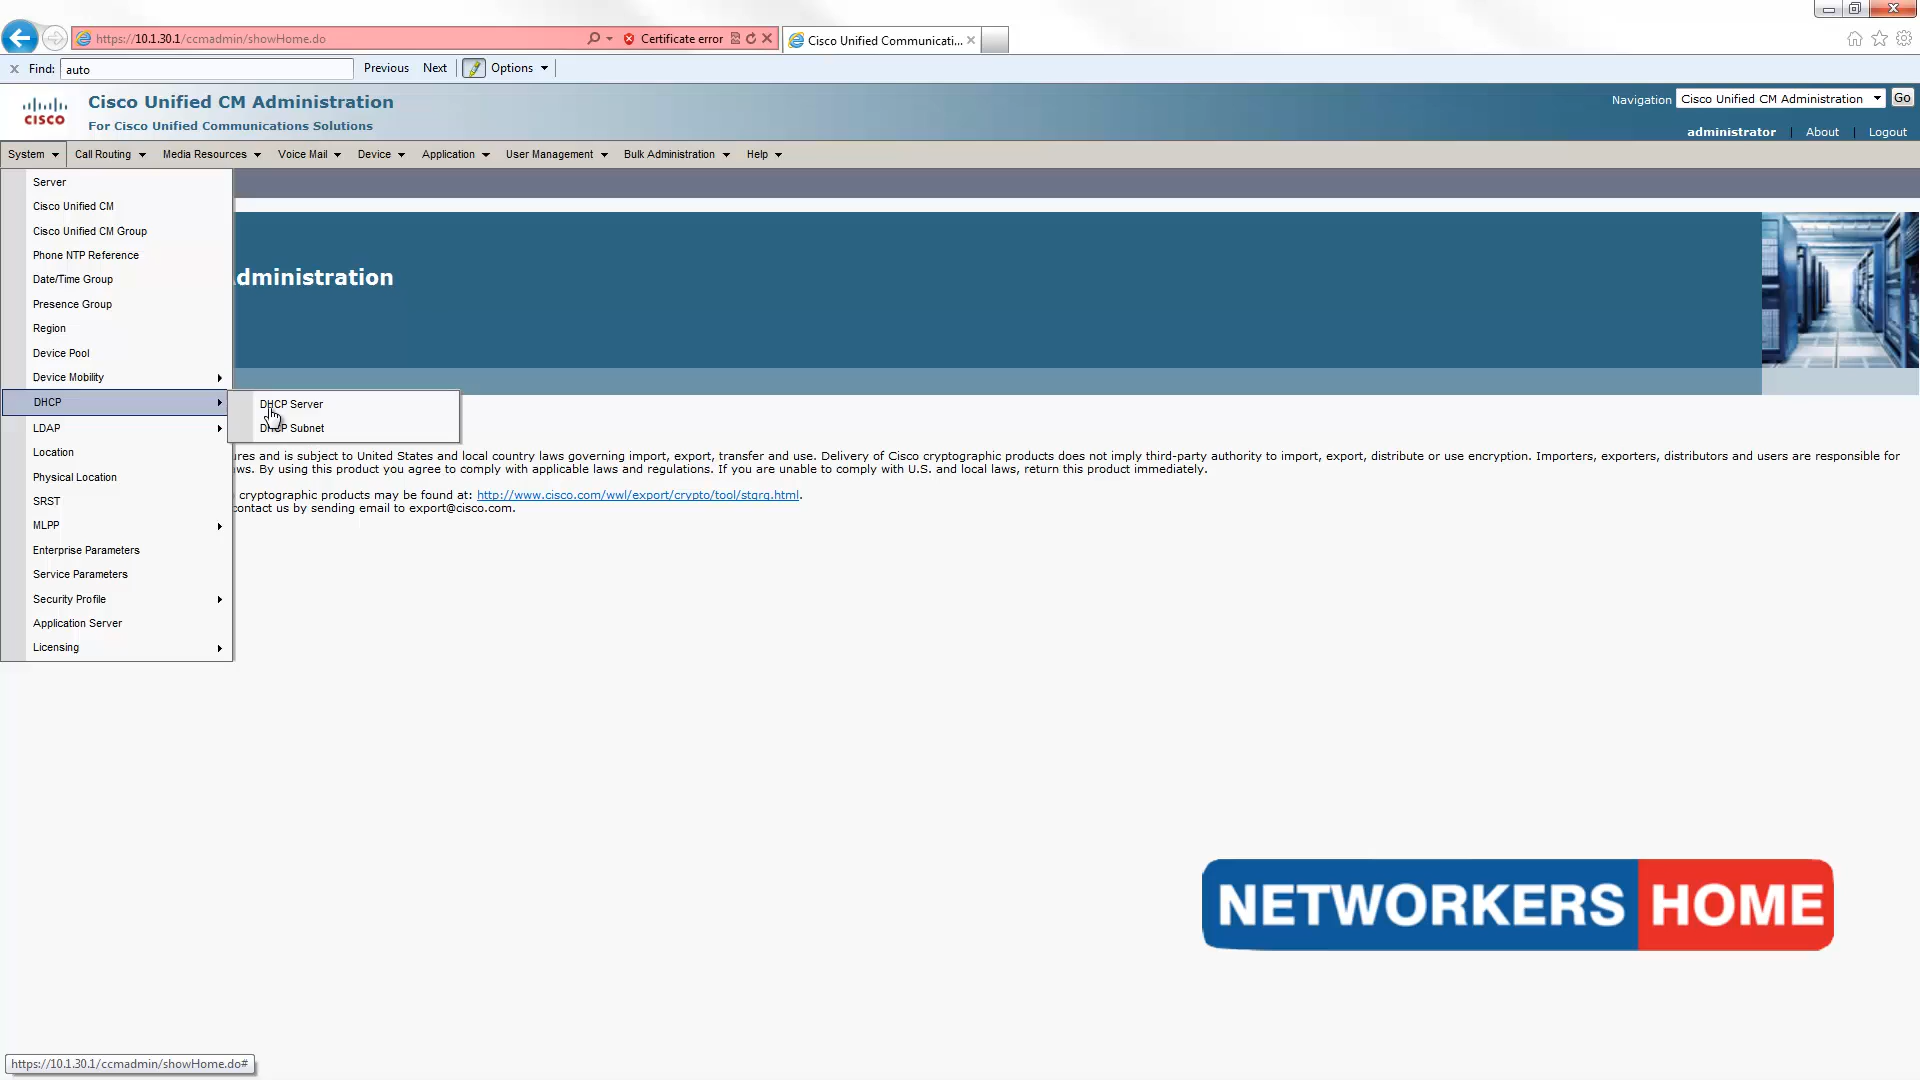 https://10.1.30.1/ccmadmin/showHome.do
Certificate error
Cisco Unified Communicati...
x Find: auto
Previous Next Options
cisco
Cisco Unified CM Administration
For Cisco Unified Communications Solutions
Navigation Cisco Unified CM Administration Go
administrator | About | Logout
System Call Routing Media Resources Voice Mail Device Application User Management Bulk Administration Help
Server
Cisco Unified CM
Cisco Unified CM Group
Phone NTP Reference
Date/Time Group
Presence Group
Region
Device Pool
Device Mobility
DHCP
LDAP
Location
Physical Location
SRST
MLPP
Enterprise Parameters
Service Parameters
Security Profile
Application Server
Licensing
DHCP Server
DHCP Subnet
dministration
ures and is subject to United States and local country laws governing import, export, transfer and use. Delivery of Cisco cryptographic products does not imply third-party authority to import, export, distribute or use encryption. Importers, exporters, distributors and users are responsible for
ws. By using this product you agree to comply with applicable laws and regulations. If you are unable to comply with U.S. and local laws, return this product immediately.
cryptographic products may be found at: http://www.cisco.com/wwl/export/crypto/tool/stqrg.html.
contact us by sending email to export@cisco.com.
NETWORKERS HOME
https://10.1.30.1/ccmadmin/showHome.do#